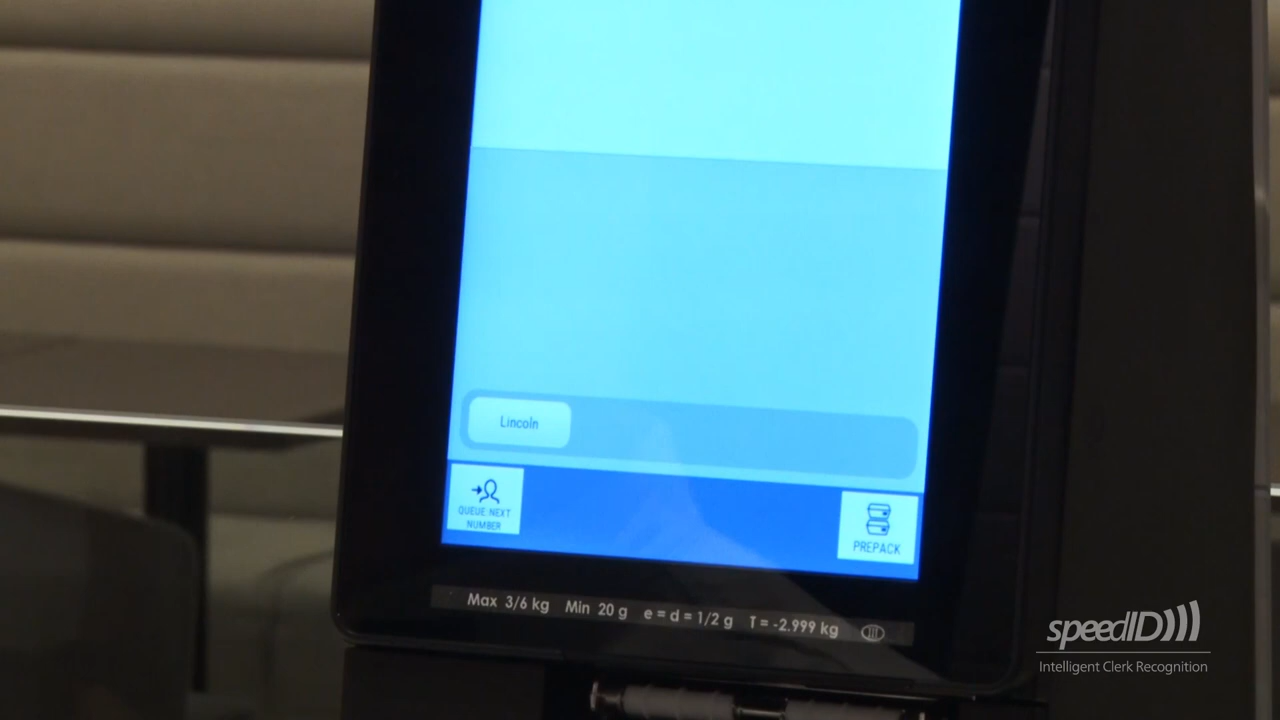 Lincoln
QUEUE NEXT
NUMBER
PREPACK
Max 3/6 kg Min 20 g e = d = 1/2 g T = -2.999 kg III
speedID
Intelligent Clerk Recognition